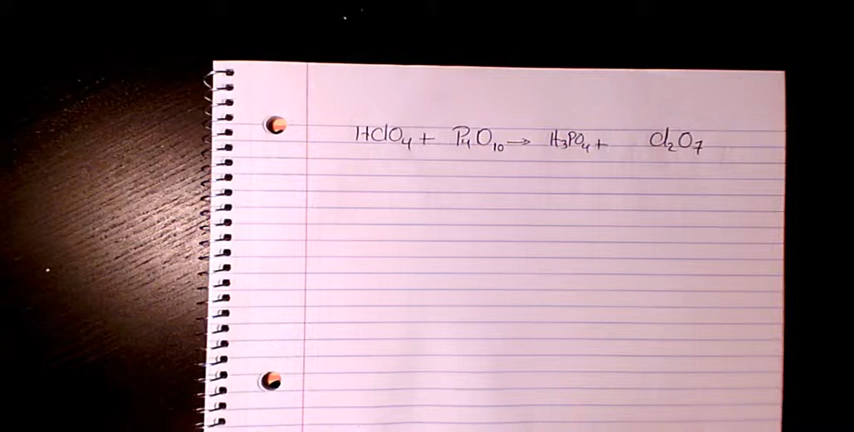 HClO₄ + P₄O₁₀ → H₃PO₄ + Cl₂O₇